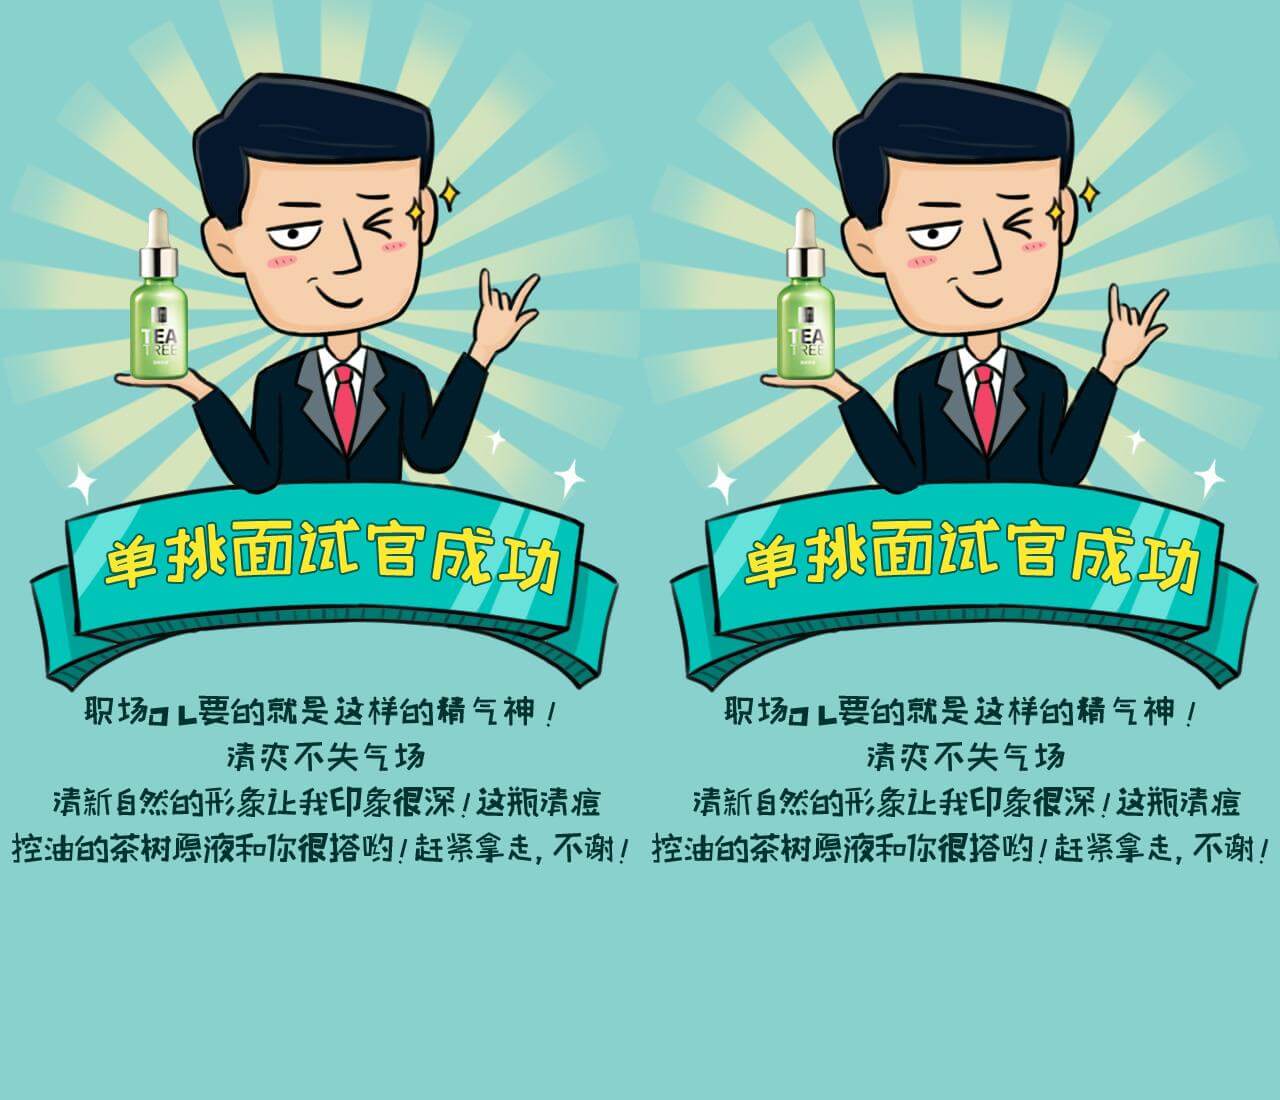 TEA
TREE
单挑面试官成功
职场OL要的就是这样的精气神！
清爽不失气场
清新自然的形象让我印象很深！这瓶清痘
控油的茶树原液和你很搭哟！赶紧拿走，不谢！
TEA
TREE
单挑面试官成功
职场OL要的就是这样的精气神！
清爽不失气场
清新自然的形象让我印象很深！这瓶清痘
控油的茶树原液和你很搭哟！赶紧拿走，不谢！